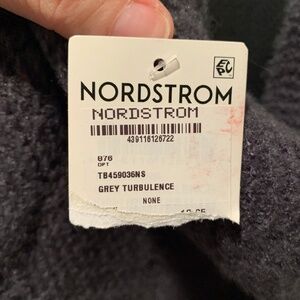 NORDSTROM
NORDSTROM
439116126722
876
DPT
TB459036NS
GREY TURBULENCE
NONE